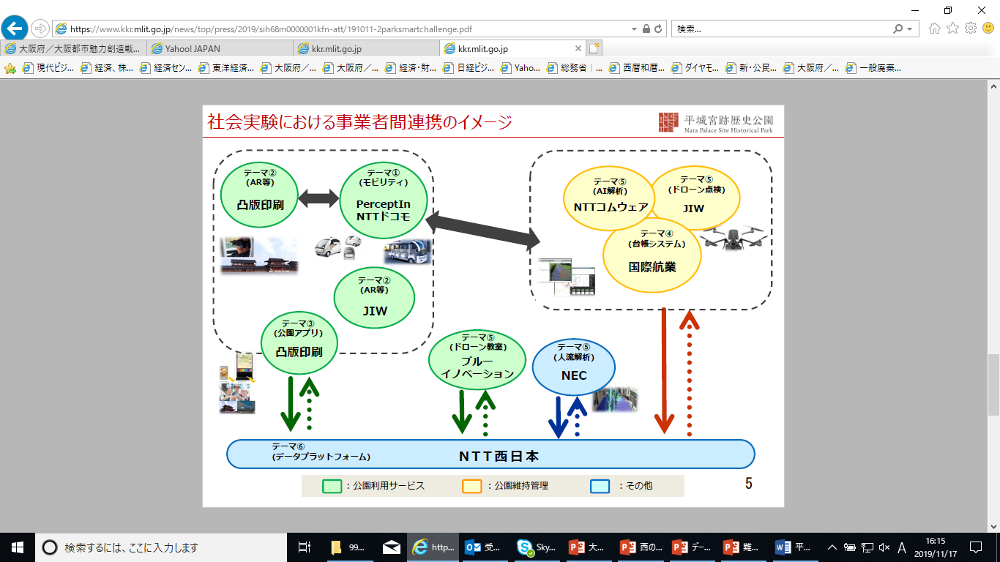 https://www.kkr.mlit.go.jp/news/top/press/2019/sih68m0000001kfn-att/191011-2parksmartchallenge.pdf
検索...
大阪府／大阪都市魅力創造戦...
Yahoo! JAPAN
kkr.mlit.go.jp
kkr.mlit.go.jp
現代ビジ...
経済、株...
経済セン...
東洋経済...
大阪府／...
大阪府／...
経済・財...
日経ビジ...
Yaho...
総務省｜...
西暦和暦...
ダイヤモ...
新・公民...
大阪府／...
一般廃棄...
社会実験における事業者間連携のイメージ
平城宮跡歴史公園
Nara Palace Site Historical Park
テーマ②
(AR等)
凸版印刷
テーマ①
(モビリティ)
PerceptIn
NTTドコモ
テーマ②
(AR等)
JIW
テーマ③
(公園アプリ)
凸版印刷
テーマ⑤
(AI解析)
NTTコムウェア
テーマ⑤
(ドローン点検)
JIW
テーマ④
(台帳システム)
国際航業
テーマ⑤
(ドローン教室)
ブルー
イノベーション
テーマ⑤
(人流解析)
NEC
テーマ⑥
(データプラットフォーム)
NTT西日本
：公園利用サービス
：公園維持管理
：その他
5
検索するには、ここに入力します
99...
http...
受...
Sky...
大...
西の...
デー...
難...
平...
A
16:15
2019/11/17